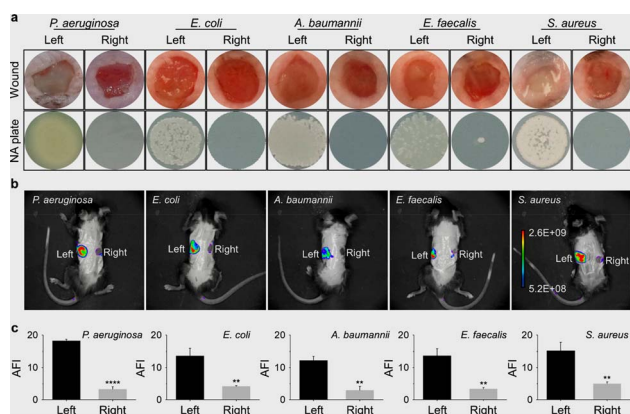 a P. aeruginosa E. coli A. baumannii E. faecalis S. aureus
Left Right Left Right Left Right Left Right Left Right
Wound
NA plate
b P. aeruginosa E. coli A. baumannii E. faecalis S. aureus
2.6E+09
Left Right Left Right Left Right Left Right Left Right
5.2E+08
c P. aeruginosa E. coli A. baumannii E. faecalis S. aureus
20 20 20 20 20
AFI AFI AFI AFI AFI
10 10 10 10 10
**** ** ** ** **
0 0 0 0 0
Left Right Left Right Left Right Left Right Left Right